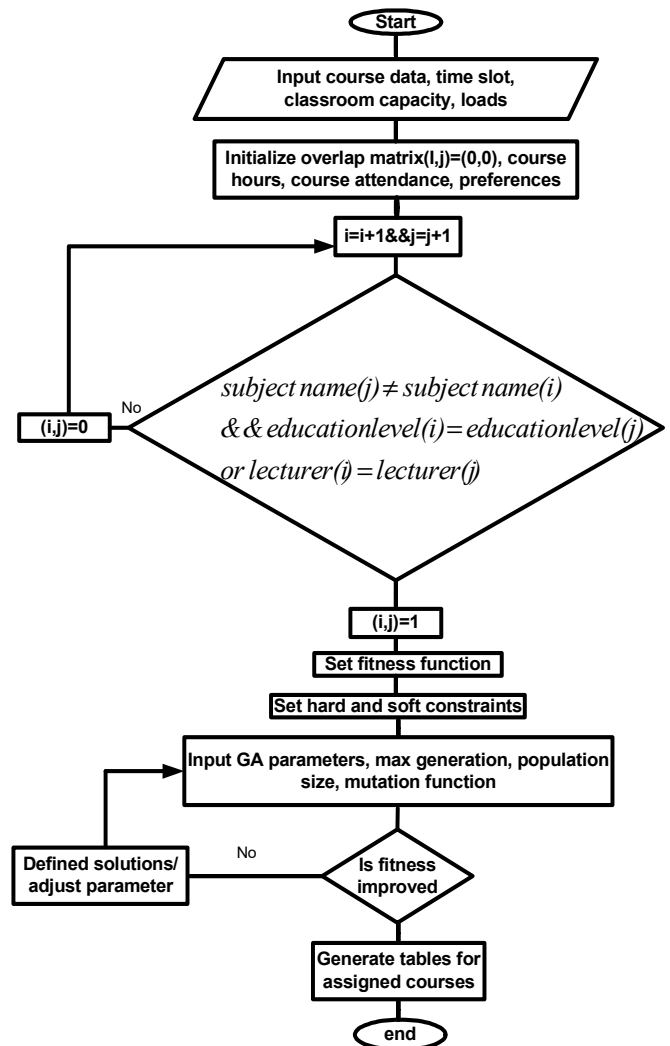 Start
Input course data, time slot,
classroom capacity, loads
Initialize overlap matrix(I,j)=(0,0), course
hours, course attendance, preferences
i=i+1&&j=j+1
subject name(j) ≠ subject name(i)
&& educationlevel(i) = educationlevel(j)
or lecturer(i) = lecturer(j)
No
(i,j)=0
(i,j)=1
Set fitness function
Set hard and soft constraints
Input GA parameters, max generation, population
size, mutation function
Is fitness
improved
No
Defined solutions/
adjust parameter
Generate tables for
assigned courses
end